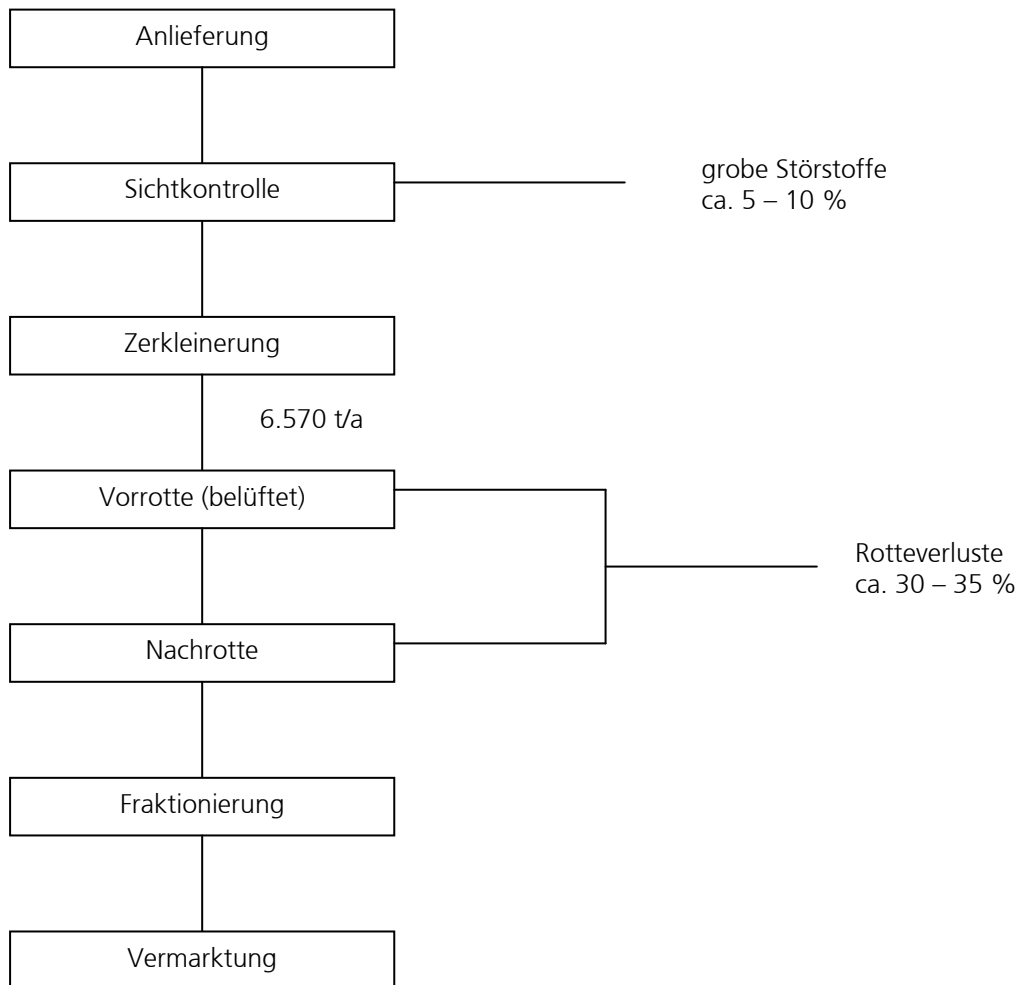 Anlieferung
Sichtkontrolle
grobe Störstoffe
ca. 5 – 10 %
Zerkleinerung
6.570 t/a
Vorrotte (belüftet)
Rotteverluste
ca. 30 – 35 %
Nachrotte
Fraktionierung
Vermarktung